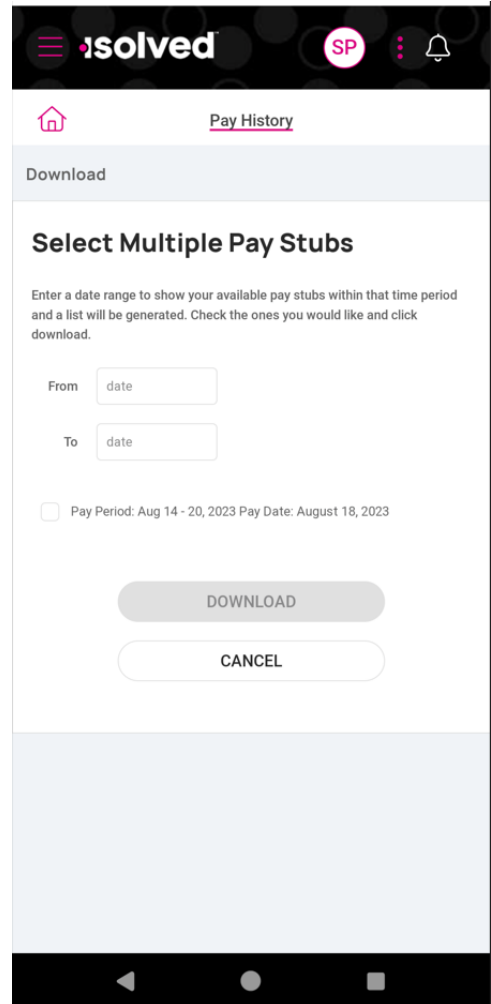 isolved
SP
Pay History
Download
Select Multiple Pay Stubs
Enter a date range to show your available pay stubs within that time period
and a list will be generated. Check the ones you would like and click
download.
From date
To date
Pay Period: Aug 14 - 20, 2023 Pay Date: August 18, 2023
DOWNLOAD
CANCEL